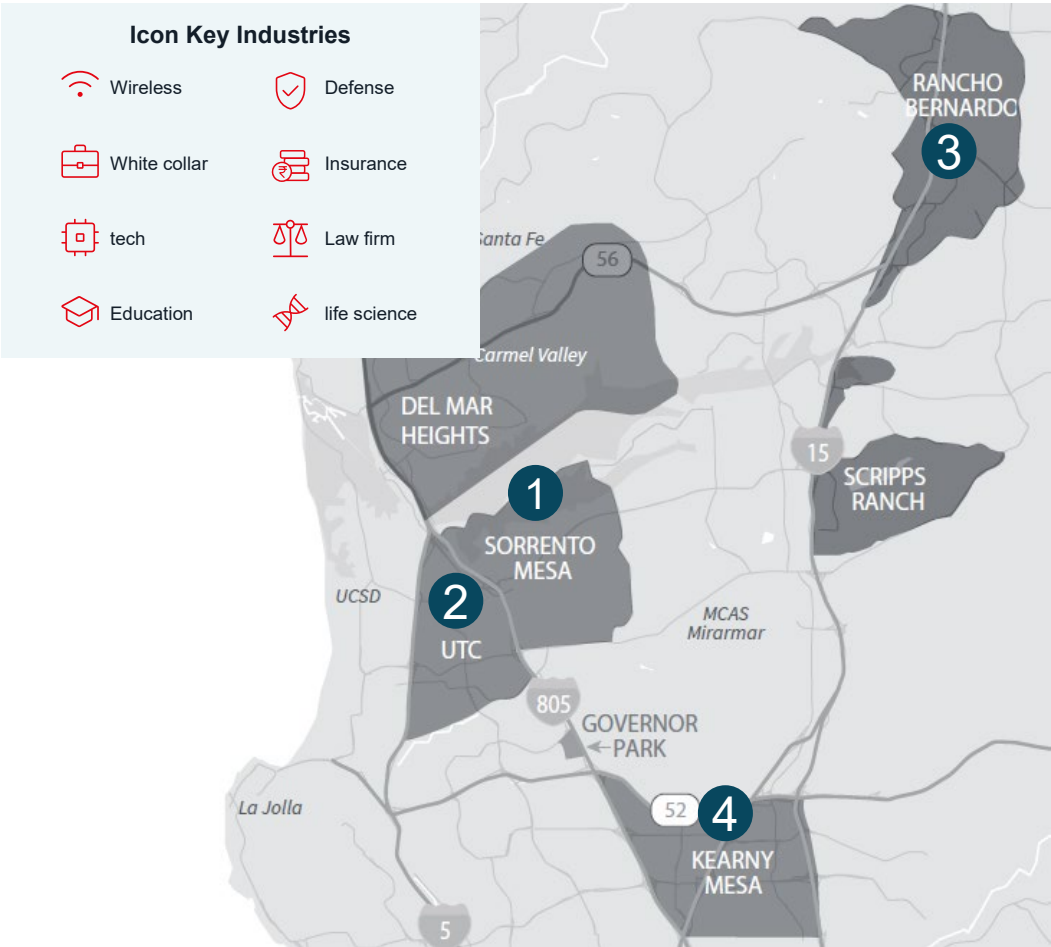 Icon Key Industries
Wireless
Defense
White collar
Insurance
₹
tech
Law firm
Education
life science
RANCHO
BERNARDO
3
Santa Fe
56
Carmel Valley
DEL MAR
HEIGHTS
15
SCRIPPS
RANCH
1
SORRENTO
MESA
UCSD
2
UTC
MCAS
Mirarmar
805
GOVERNOR
PARK
La Jolla
52
4
KEARNY
MESA
5